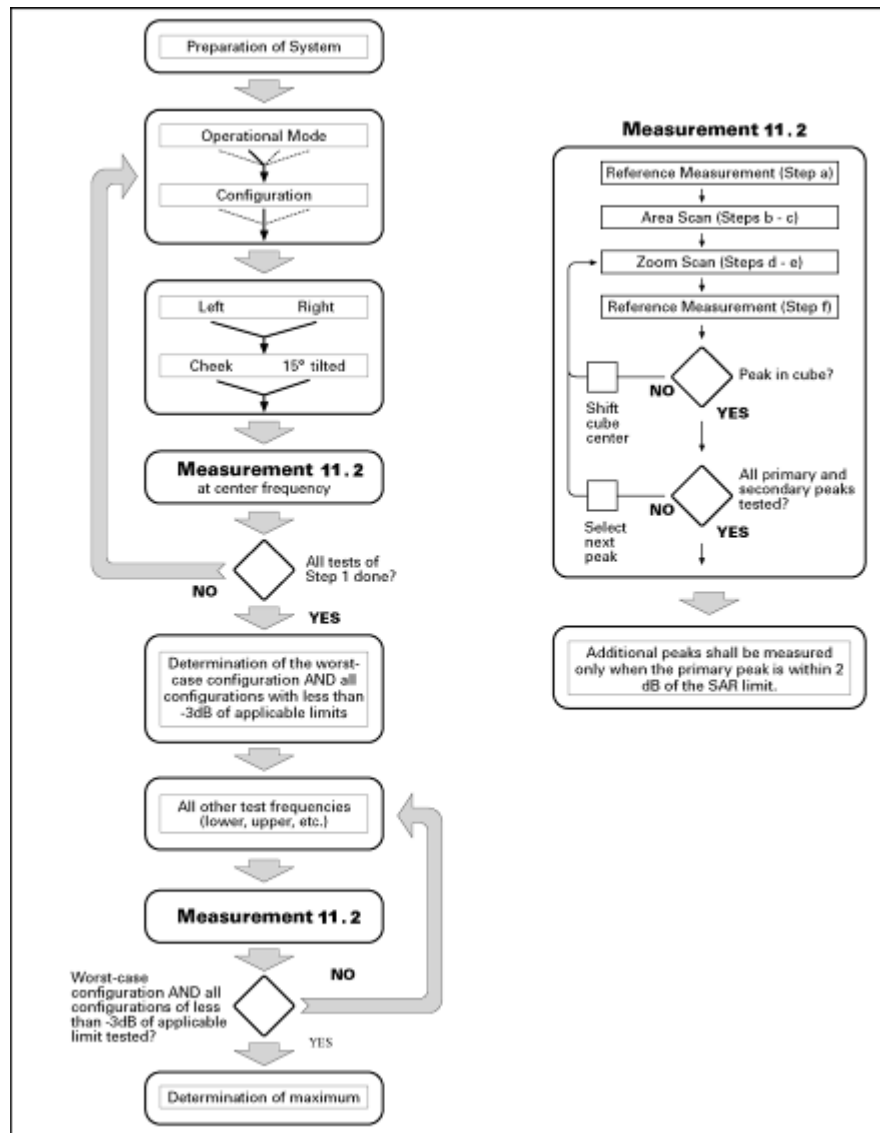 Preparation of System
Operational Mode
Configuration
Left Right
Cheek 15° tilted
Measurement 11.2
at center frequency
All tests of
Step 1 done?
NO
YES
Determination of the worst-
case configuration AND all
configurations with less than
-3dB of applicable limits
All other test frequencies
(lower, upper, etc.)
Measurement 11.2
NO
Worst-case
configuration AND all
configurations of less
than -3dB of applicable
limit tested?
YES
Determination of maximum
Measurement 11.2
Reference Measurement (Step a)
Area Scan (Steps b - c)
Zoom Scan (Steps d - e)
Reference Measurement (Step f)
Peak in cube?
NO
YES
Shift
cube
center
All primary and
secondary peaks
tested?
NO
YES
Select
next
peak
Additional peaks shall be measured
only when the primary peak is within 2
dB of the SAR limit.